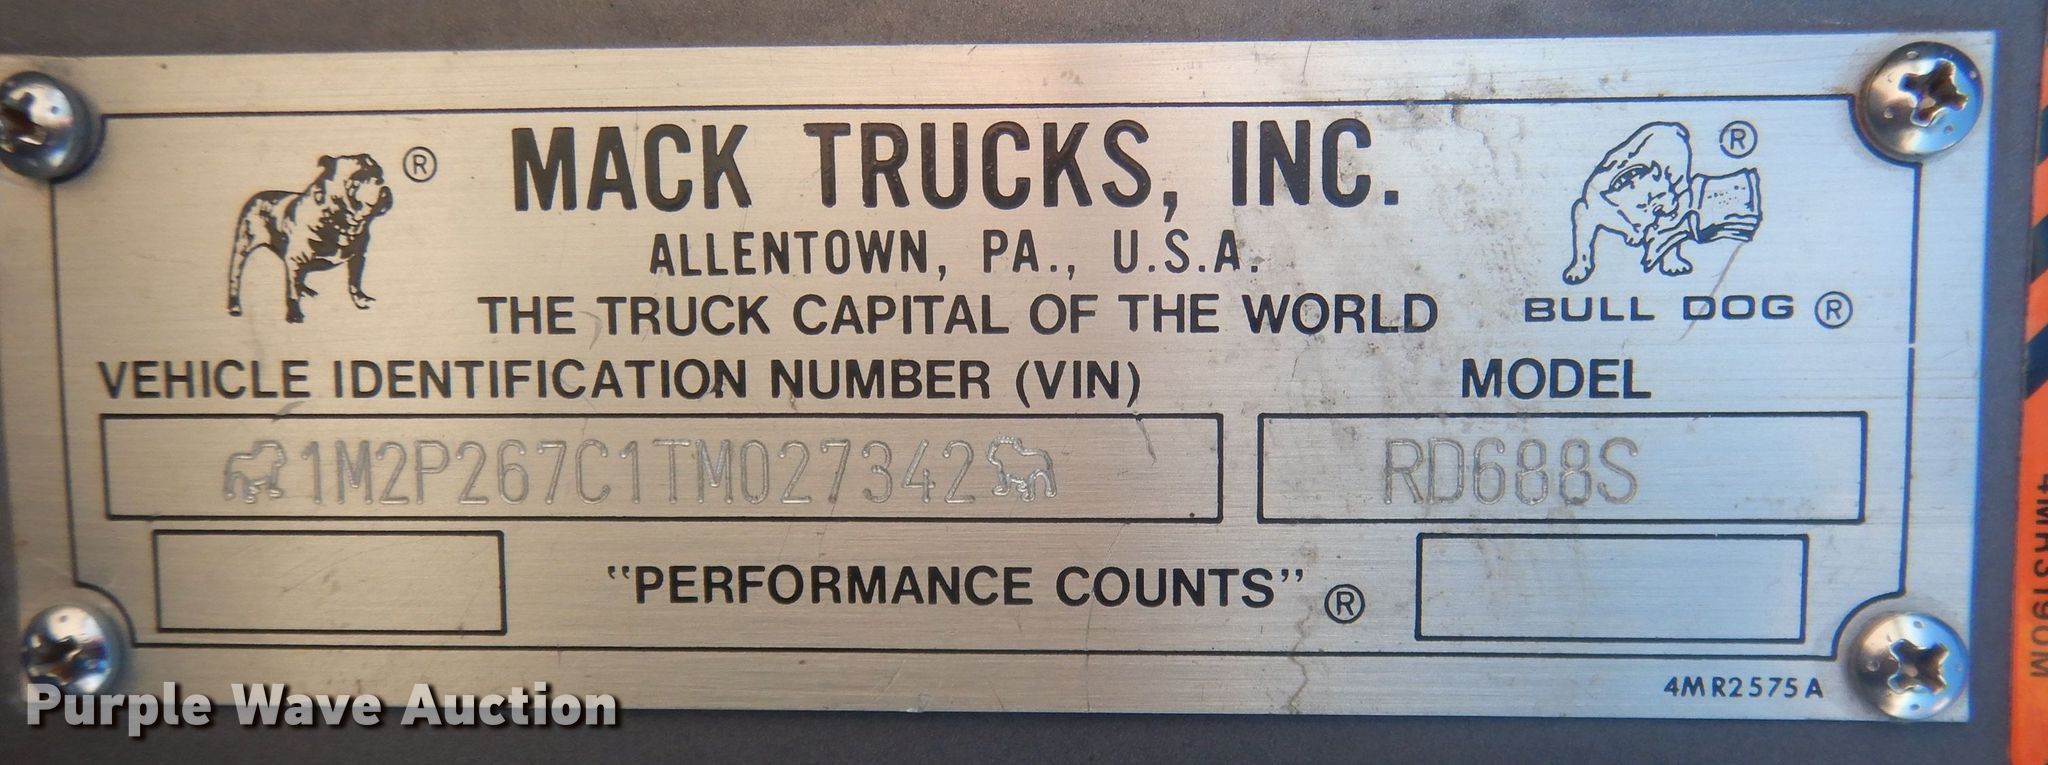 ®
MACK TRUCKS, INC.
®
ALLENTOWN, PA., U.S.A.
THE TRUCK CAPITAL OF THE WORLD
BULL DOG ®
VEHICLE IDENTIFICATION NUMBER (VIN)
MODEL
1M2P267C1TM027342
RD688S
"PERFORMANCE COUNTS" ®
4MR2575A
4MR3190M
Purple Wave Auction